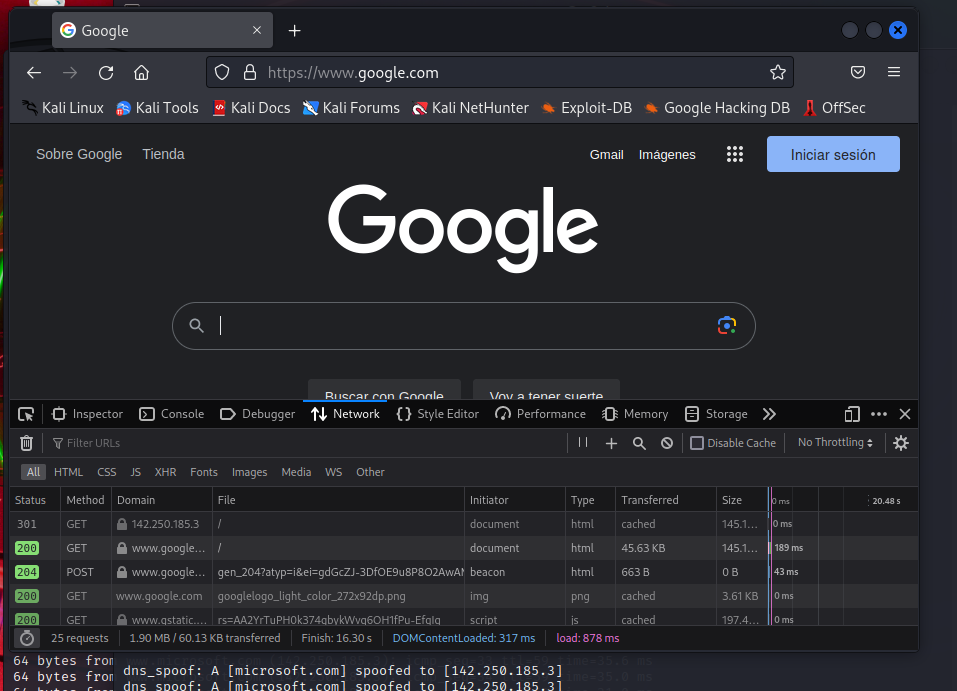 Google
https://www.google.com
Kali Linux Kali Tools Kali Docs Kali Forums Kali NetHunter Exploit-DB Google Hacking DB OffSec
Sobre Google Tienda Gmail Imágenes Iniciar sesión
Google
Buscar con Google Voy a tener suerte
Inspector Console Debugger Network Style Editor Performance Memory Storage
Filter URLs Disable Cache No Throttling
All HTML CSS JS XHR Fonts Images Media WS Other
Status Method Domain File Initiator Type Transferred Size 0 ms 20.48 s
301 GET 142.250.185.3 / document html cached 145.1… 0 ms
200 GET www.google… / document html 45.63 KB 145.1… 189 ms
204 POST www.google… gen_204?atyp=i&ei=gdGcZJ-3DfOE9u8P8O2AwAM beacon html 663 B 0 B 43 ms
200 GET www.google.com googlelogo_light_color_272x92dp.png img png cached 3.61 KB 0 ms
200 GET www.gstatic.… script js cached 197.4… 0 ms
25 requests 1.90 MB / 60.13 KB transferred Finish: 16.30 s DOMContentLoaded: 317 ms load: 878 ms
64 bytes from
64 bytes from
dns_spoof: A [microsoft.com] spoofed to [142.250.185.3]
64 bytes from
dns_spoof: A [microsoft.com] spoofed to [142.250.185.3]